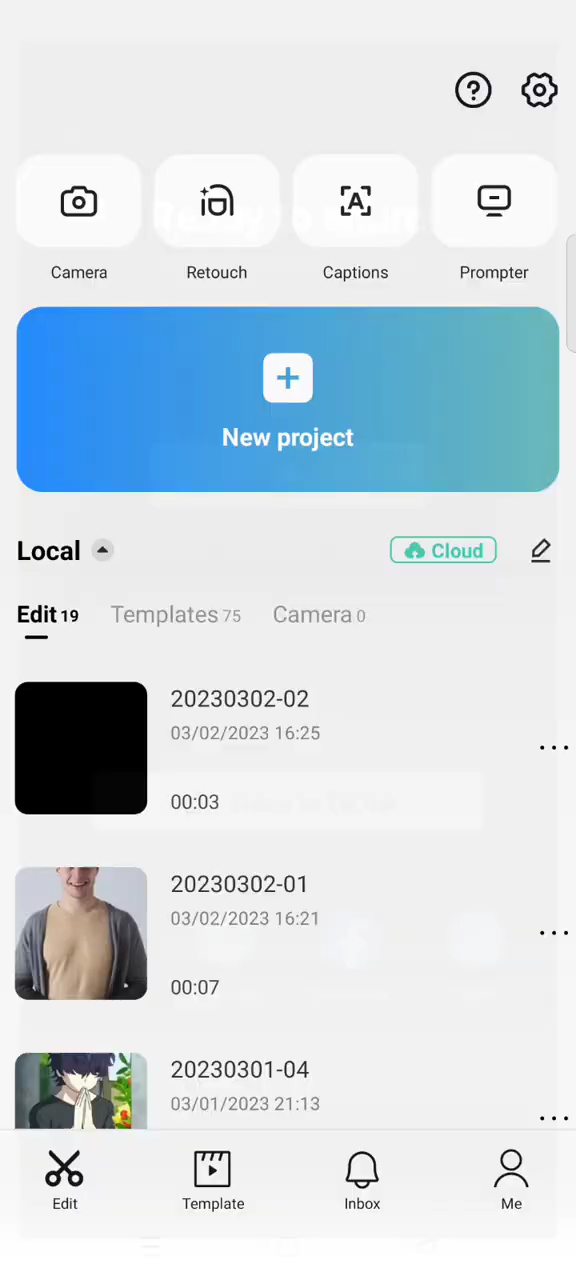 Camera
Retouch
Captions
Prompter
New project
Local
Cloud
Edit 19
Templates 75
Camera 0
20230302-02
03/02/2023 16:25
00:03
20230302-01
03/02/2023 16:21
00:07
20230301-04
03/01/2023 21:13
Edit
Template
Inbox
Me